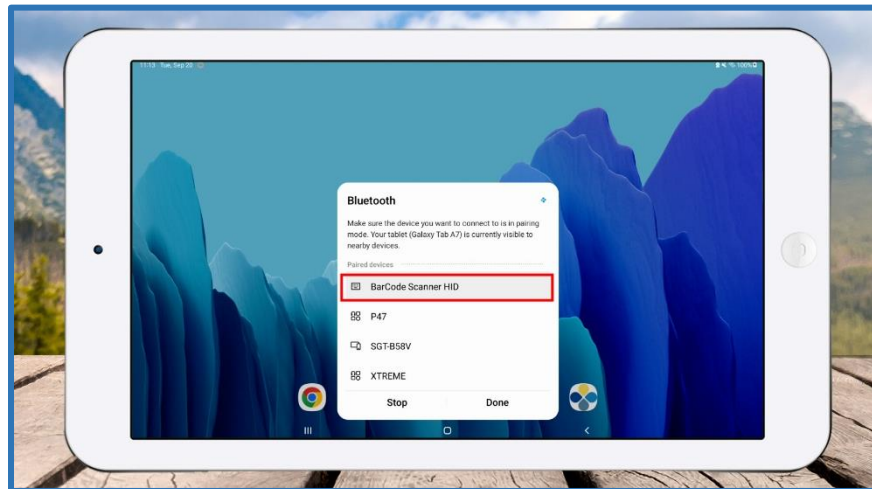 11:13 Tue, Sep 20
100%
Bluetooth
Make sure the device you want to connect to is in pairing
mode. Your tablet (Galaxy Tab A7) is currently visible to
nearby devices.
Paired devices
BarCode Scanner HID
P47
SGT-B58V
XTREME
Stop
Done